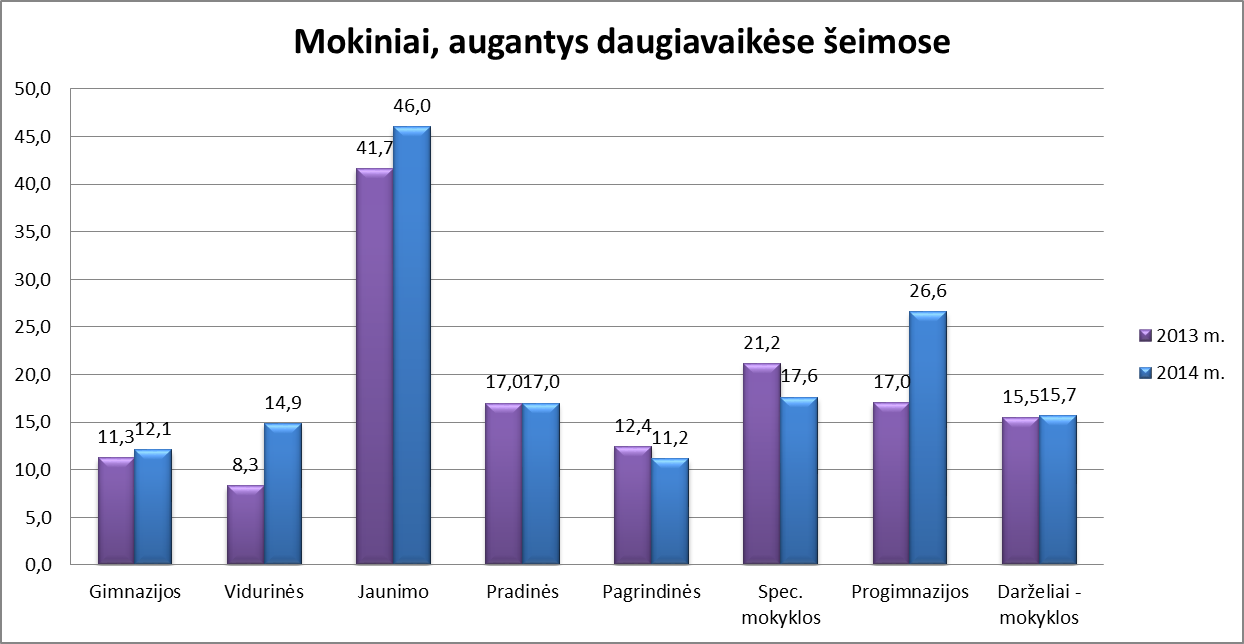 Mokiniai, augantys daugiavaikėse šeimose
50,0
45,0
40,0
35,0
30,0
25,0
20,0
15,0
10,0
5,0
0,0
11,3 12,1
8,3 14,9
41,7 46,0
17,0 17,0
12,4 11,2
21,2 17,6
17,0 26,6
15,5 15,7
Gimnazijos
Vidurinės
Jaunimo
Pradinės
Pagrindinės
Spec.
mokyklos
Progimnazijos
Darželiai -
mokyklos
2013 m.
2014 m.